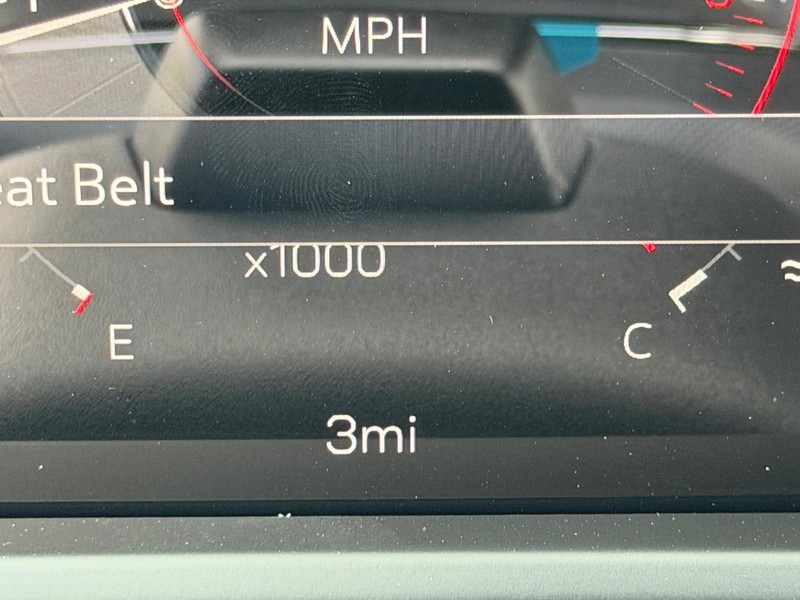 MPH
eat Belt
x1000
E
C
3mi